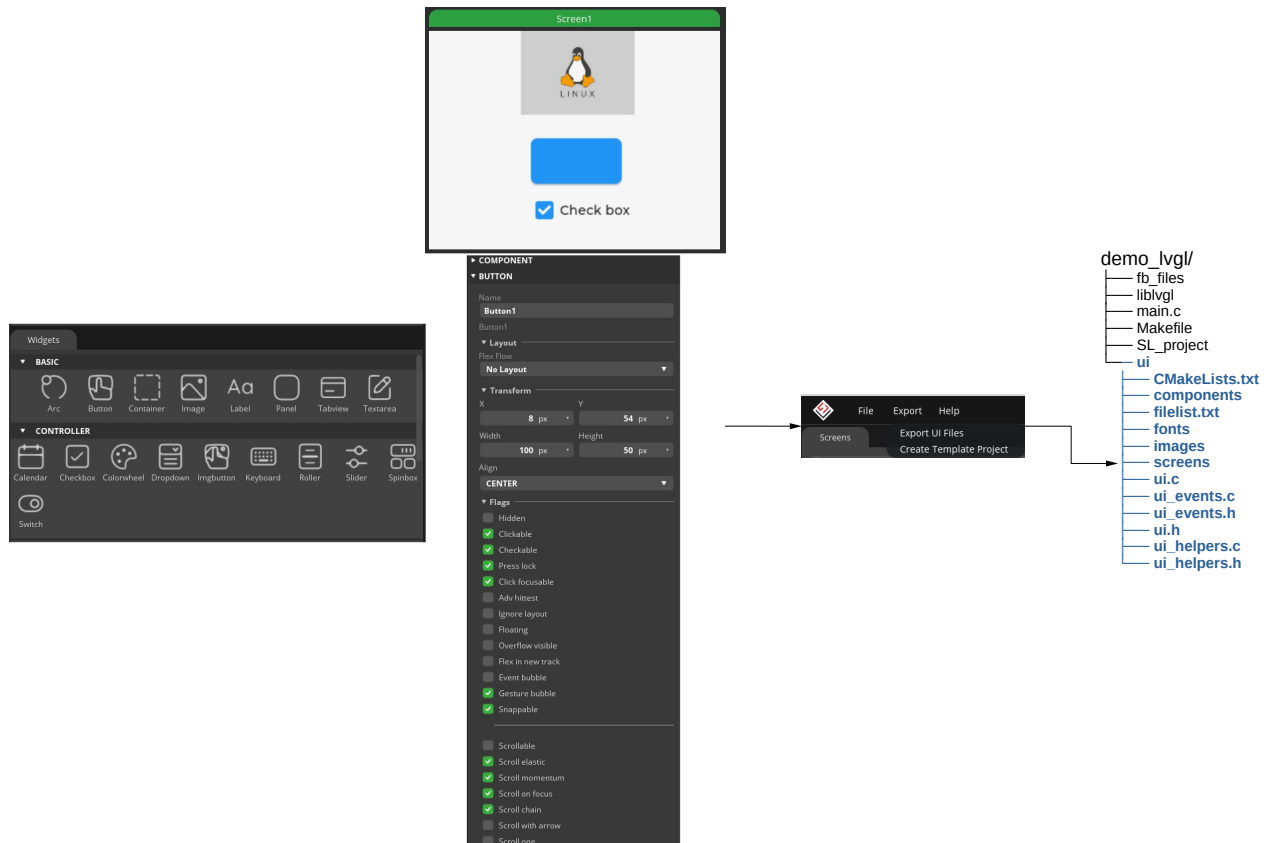 Screen1
LINUX
Check box
Widgets
BASIC
Arc Button Container Image Label Panel Tabview Textarea
CONTROLLER
Calendar Checkbox Colorwheel Dropdown Imgbutton Keyboard Roller Slider Spinbox
Switch
COMPONENT
BUTTON
Name
Button1
Button1
Layout
Flex Flow
No Layout
Transform
X Y
8 px 54 px
Width Height
100 px 50 px
Align
CENTER
Flags
Hidden
Clickable
Checkable
Press lock
Click focusable
Adv hittest
Ignore layout
Floating
Overflow visible
Flex in new track
Event bubble
Gesture bubble
Snappable
Scrollable
Scroll elastic
Scroll momentum
Scroll on focus
Scroll chain
Scroll with arrow
Scroll one
File Export Help
Screens
Export UI Files
Create Template Project
demo_lvgl/
fb_files
liblvgl
main.c
Makefile
SL_project
ui
CMakeLists.txt
components
filelist.txt
fonts
images
screens
ui.c
ui_events.c
ui_events.h
ui.h
ui_helpers.c
ui_helpers.h